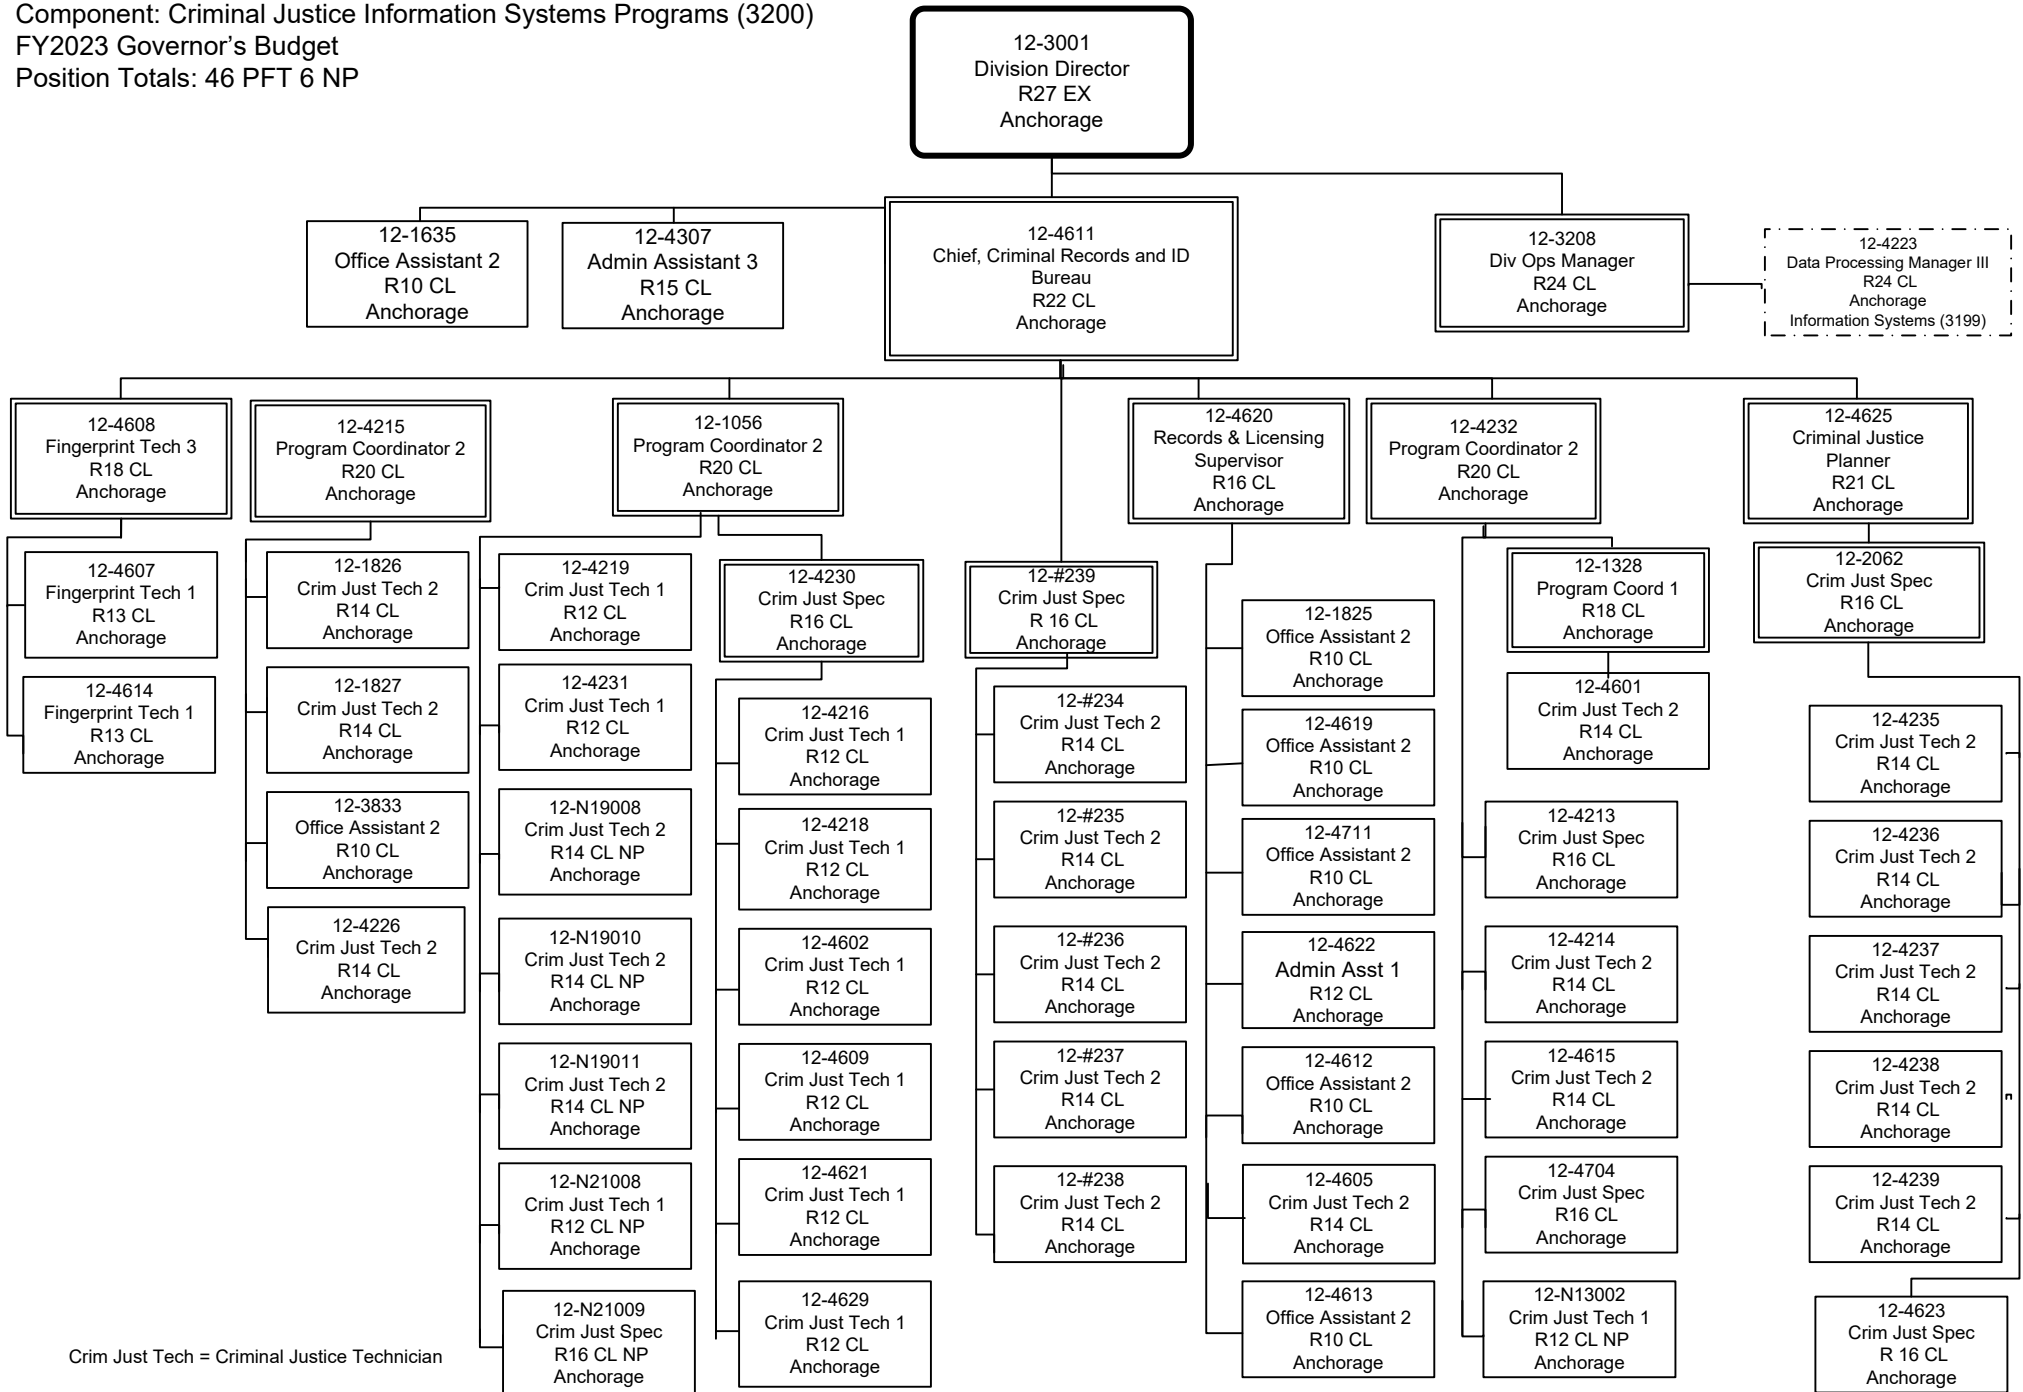 Component: Criminal Justice Information Systems Programs (3200)
FY2023 Governor’s Budget
Position Totals: 46 PFT 6 NP
12-3001
Division Director
R27 EX
Anchorage
12-1635
Office Assistant 2
R10 CL
Anchorage
12-4307
Admin Assistant 3
R15 CL
Anchorage
12-4611
Chief, Criminal Records and ID
Bureau
R22 CL
Anchorage
12-3208
Div Ops Manager
R24 CL
Anchorage
12-4223
Data Processing Manager III
R24 CL
Anchorage
Information Systems (3199)
12-4608
Fingerprint Tech 3
R18 CL
Anchorage
12-4215
Program Coordinator 2
R20 CL
Anchorage
12-1056
Program Coordinator 2
R20 CL
Anchorage
12-4620
Records & Licensing
Supervisor
R16 CL
Anchorage
12-4232
Program Coordinator 2
R20 CL
Anchorage
12-4625
Criminal Justice
Planner
R21 CL
Anchorage
12-4607
Fingerprint Tech 1
R13 CL
Anchorage
12-4614
Fingerprint Tech 1
R13 CL
Anchorage
12-1826
Crim Just Tech 2
R14 CL
Anchorage
12-1827
Crim Just Tech 2
R14 CL
Anchorage
12-3833
Office Assistant 2
R10 CL
Anchorage
12-4226
Crim Just Tech 2
R14 CL
Anchorage
12-4219
Crim Just Tech 1
R12 CL
Anchorage
12-4231
Crim Just Tech 1
R12 CL
Anchorage
12-N19008
Crim Just Tech 2
R14 CL NP
Anchorage
12-N19010
Crim Just Tech 2
R14 CL NP
Anchorage
12-N19011
Crim Just Tech 2
R14 CL NP
Anchorage
12-N21008
Crim Just Tech 1
R12 CL NP
Anchorage
12-N21009
Crim Just Spec
R16 CL NP
Anchorage
12-4230
Crim Just Spec
R16 CL
Anchorage
12-4216
Crim Just Tech 1
R12 CL
Anchorage
12-4218
Crim Just Tech 1
R12 CL
Anchorage
12-4602
Crim Just Tech 1
R12 CL
Anchorage
12-4609
Crim Just Tech 1
R12 CL
Anchorage
12-4621
Crim Just Tech 1
R12 CL
Anchorage
12-4629
Crim Just Tech 1
R12 CL
Anchorage
12-#239
Crim Just Spec
R 16 CL
Anchorage
12-#234
Crim Just Tech 2
R14 CL
Anchorage
12-#235
Crim Just Tech 2
R14 CL
Anchorage
12-#236
Crim Just Tech 2
R14 CL
Anchorage
12-#237
Crim Just Tech 2
R14 CL
Anchorage
12-#238
Crim Just Tech 2
R14 CL
Anchorage
12-1825
Office Assistant 2
R10 CL
Anchorage
12-4619
Office Assistant 2
R10 CL
Anchorage
12-4711
Office Assistant 2
R10 CL
Anchorage
12-4622
Admin Asst 1
R12 CL
Anchorage
12-4612
Office Assistant 2
R10 CL
Anchorage
12-4605
Crim Just Tech 2
R14 CL
Anchorage
12-4613
Office Assistant 2
R10 CL
Anchorage
12-1328
Program Coord 1
R18 CL
Anchorage
12-4601
Crim Just Tech 2
R14 CL
Anchorage
12-4213
Crim Just Spec
R16 CL
Anchorage
12-4214
Crim Just Tech 2
R14 CL
Anchorage
12-4615
Crim Just Tech 2
R14 CL
Anchorage
12-4704
Crim Just Spec
R16 CL
Anchorage
12-N13002
Crim Just Tech 1
R12 CL NP
Anchorage
12-2062
Crim Just Spec
R16 CL
Anchorage
12-4235
Crim Just Tech 2
R14 CL
Anchorage
12-4236
Crim Just Tech 2
R14 CL
Anchorage
12-4237
Crim Just Tech 2
R14 CL
Anchorage
12-4238
Crim Just Tech 2
R14 CL
Anchorage
12-4239
Crim Just Tech 2
R14 CL
Anchorage
12-4623
Crim Just Spec
R 16 CL
Anchorage
Crim Just Tech = Criminal Justice Technician